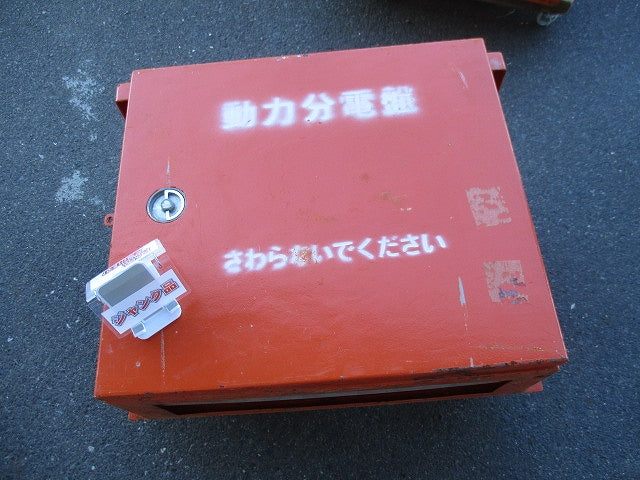 動力分電盤
さわらないでください
ジャンク品